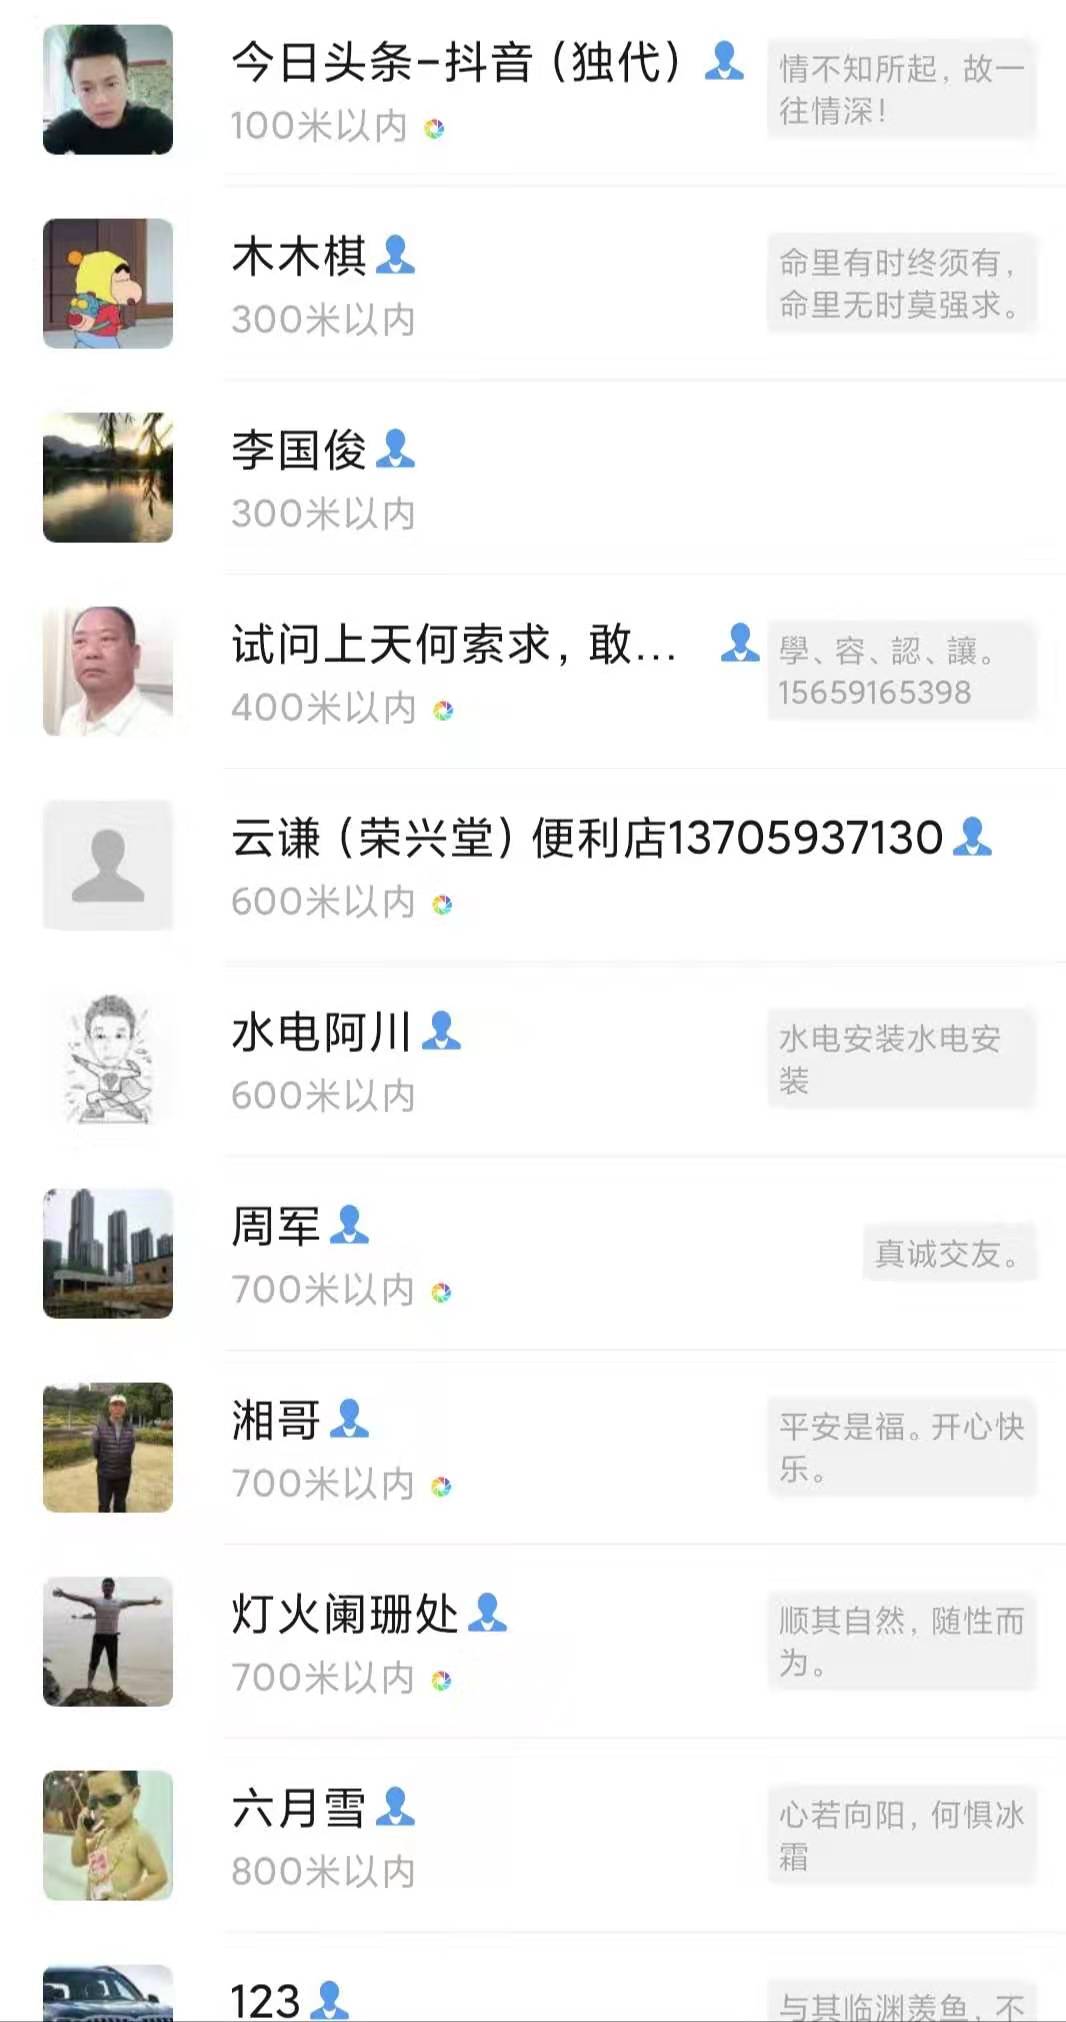 今日头条-抖音（独代）
情不知所起，故一
往情深！
100米以内
木木棋
命里有时终须有，
命里无时莫强求。
300米以内
李国俊
300米以内
试问上天何索求，敢...
學、容、認、讓。
15659165398
400米以内
云谦（荣兴堂）便利店13705937130
600米以内
水电阿川
水电安装水电安
装
600米以内
周军
真诚交友。
700米以内
湘哥
平安是福。开心快
乐。
700米以内
灯火阑珊处
顺其自然，随性而
为。
700米以内
六月雪
心若向阳，何惧冰
霜
800米以内
123
与其临渊羡鱼，不